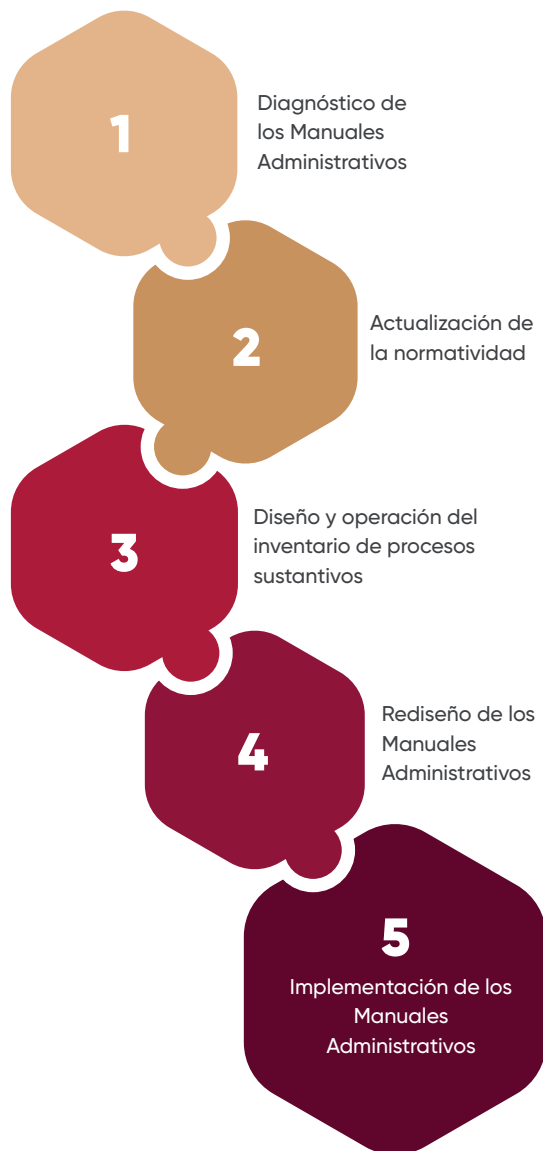 1
Diagnóstico de
los Manuales
Administrativos
2
Actualización de
la normatividad
3
Diseño y operación del
inventario de procesos
sustantivos
4
Rediseño de los
Manuales
Administrativos
5
Implementación de los
Manuales
Administrativos